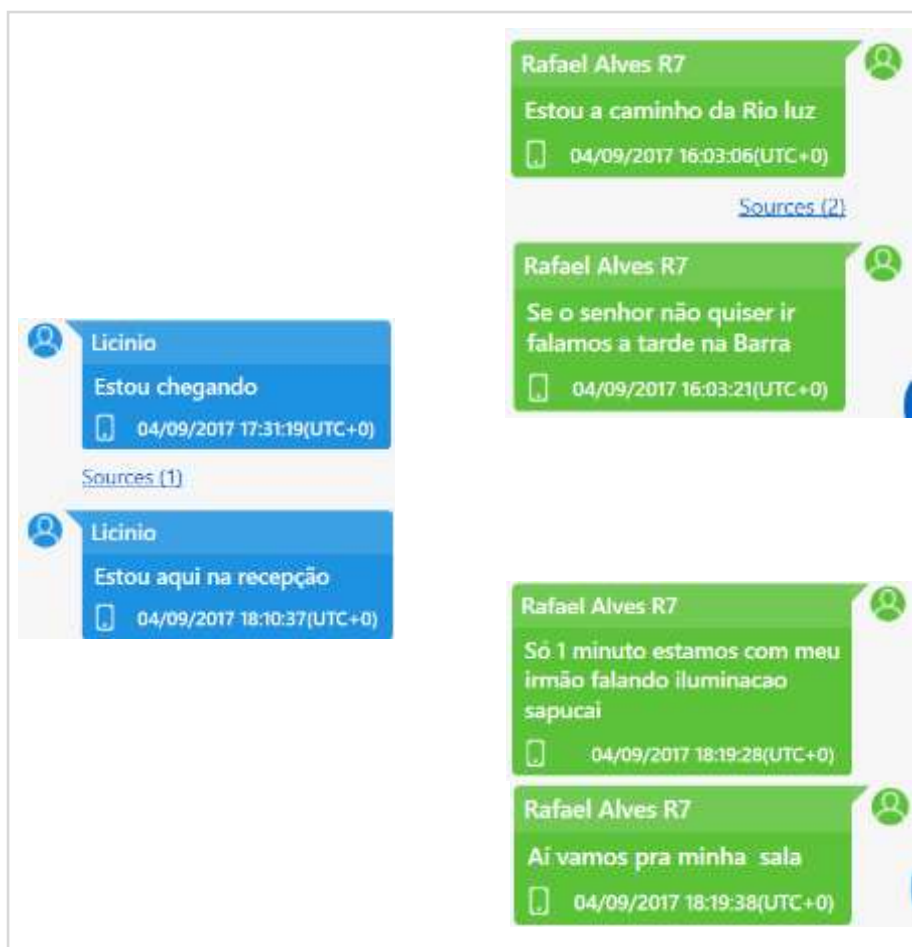 Rafael Alves R7
Estou a caminho da Rio luz
04/09/2017 16:03:06(UTC+0)
Sources (2)
Rafael Alves R7
Se o senhor não quiser ir
falamos a tarde na Barra
04/09/2017 16:03:21(UTC+0)
Licinio
Estou chegando
04/09/2017 17:31:19(UTC+0)
Sources (1)
Licinio
Estou aqui na recepção
04/09/2017 18:10:37(UTC+0)
Rafael Alves R7
Só 1 minuto estamos com meu
irmão falando iluminacao
sapucai
04/09/2017 18:19:28(UTC+0)
Rafael Alves R7
Aí vamos pra minha sala
04/09/2017 18:19:38(UTC+0)